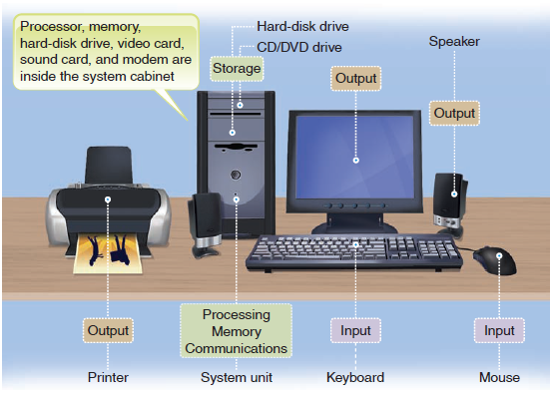 Processor, memory,
hard-disk drive, video card,
sound card, and modem are
inside the system cabinet
Hard-disk drive
CD/DVD drive
Storage
Output
Speaker
Output
Output
Printer
Processing
Memory
Communications
System unit
Input
Keyboard
Input
Mouse